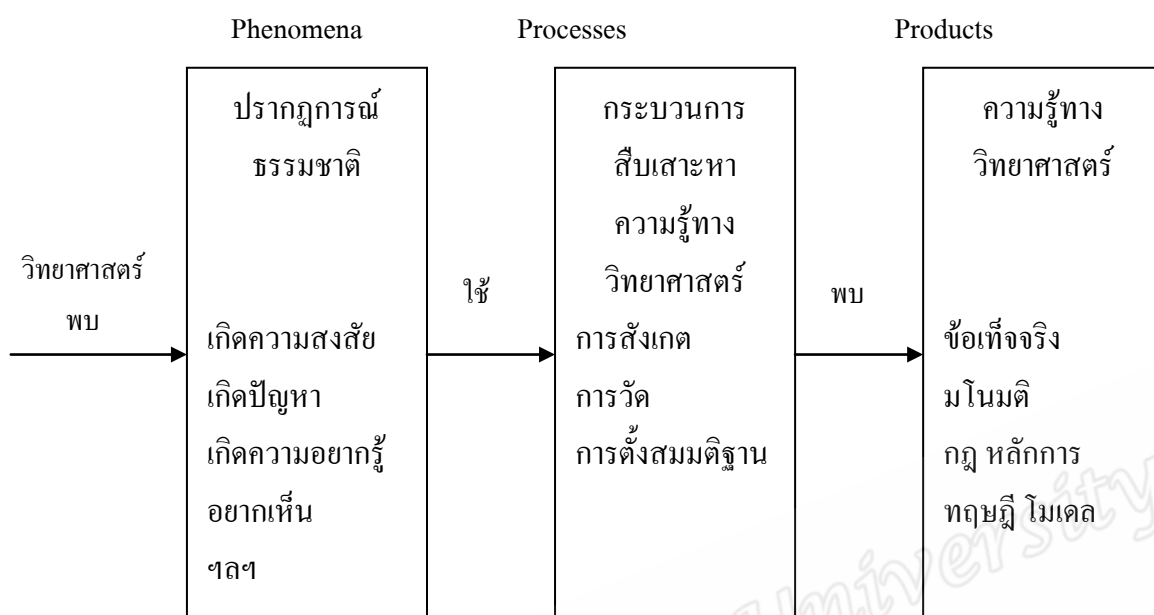 Phenomena Processes Products
ปรากฏการณ์
ธรรมชาติ
เกิดความสงสัย
เกิดปัญหา
เกิดความอยากรู้
อยากเห็น
ฯลฯ
กระบวนการ
สืบเสาะหา
ความรู้ทาง
วิทยาศาสตร์
การสังเกต
การวัด
การตั้งสมมติฐาน
ความรู้ทาง
วิทยาศาสตร์
ข้อเท็จจริง
มโนมติ
กฎ หลักการ
ทฤษฎี โมเดล
วิทยาศาสตร์
พบ
ใช้
พบ
University